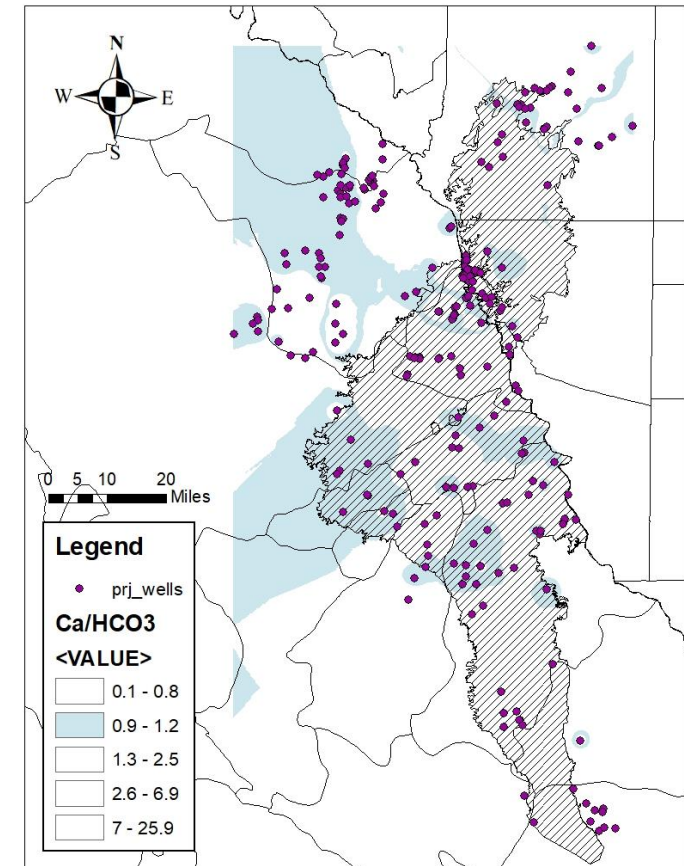 N
W E
S
0 5 10 20
Miles
Legend
prj_wells
Ca/HCO3
<VALUE>
0.1 - 0.8
0.9 - 1.2
1.3 - 2.5
2.6 - 6.9
7 - 25.9